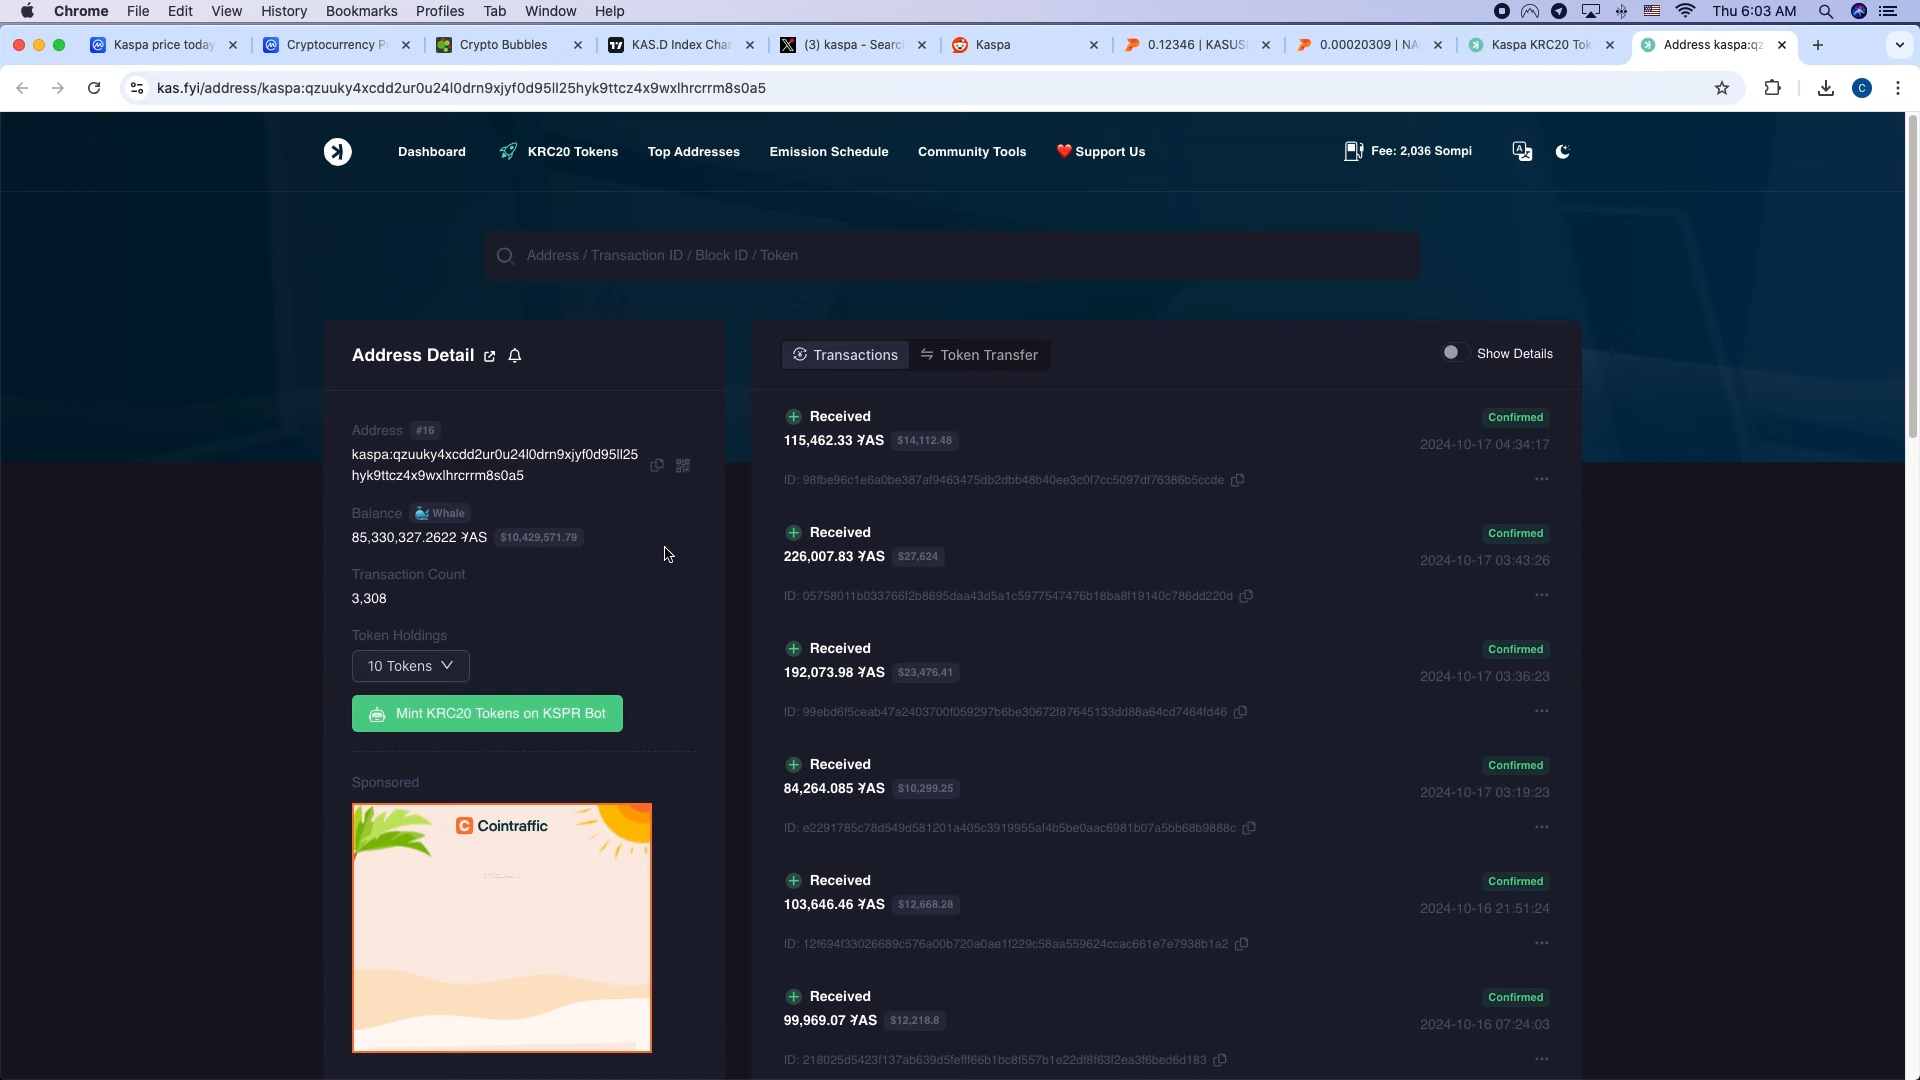 Chrome File Edit View History Bookmarks Profiles Tab Window Help Thu 6:03 AM
Kaspa price today Cryptocurrency P Crypto Bubbles KAS.D Index Char (3) kaspa - Searc Kaspa 0.12346 | KASUS 0.00020309 | NA Kaspa KRC20 Tok Address kaspa:qz
kas.fyi/address/kaspa:qzuuky4xcdd2ur0u24l0drn9xjyf0d95ll25hyk9ttcz4x9wxlhrcrrm8s0a5
Dashboard KRC20 Tokens Top Addresses Emission Schedule Community Tools ❤️ Support Us Fee: 2,036 Sompi
Address / Transaction ID / Block ID / Token
Address Detail
Address #16
kaspa:qzuuky4xcdd2ur0u24l0drn9xjyf0d95ll25
hyk9ttcz4x9wxlhrcrrm8s0a5
Balance 🐳 Whale
85,330,327.2622 KAS $10,429,571.79
Transaction Count
3,308
Token Holdings
10 Tokens
Mint KRC20 Tokens on KSPR Bot
Sponsored
Cointraffic
Transactions Token Transfer Show Details
Received Confirmed
115,462.33 KAS $14,112.48 2024-10-17 04:34:17
ID: 98fbe96c1e6a0be387af9463475db2dbb48b40ee3c0f7cc5097df76386b5ccde
Received Confirmed
226,007.83 KAS $27,624 2024-10-17 03:43:26
ID: 05758011b033766f2b8695daa43d5a1c5977547476b18ba8f19140c786dd220d
Received Confirmed
192,073.98 KAS $23,476.41 2024-10-17 03:36:23
ID: 99ebd6f5ceab47a2403700f059297b6be30672f87645133dd88a64cd7464fd46
Received Confirmed
84,264.085 KAS $10,299.25 2024-10-17 03:19:23
ID: e2291785c78d549d581201a405c3919955af4b5be0aac6981b07a5bb68b9888c
Received Confirmed
103,646.46 KAS $12,668.28 2024-10-16 21:51:24
ID: 12f694f33026689c576a00b720a0ae1f229c58aa559624ccac661e7e7938b1a2
Received Confirmed
99,969.07 KAS $12,218.8 2024-10-16 07:24:03
ID: 218025d5423f137ab639d5fefff66b1bc8f557b1e22df8f63f2ea3f6bed6d183